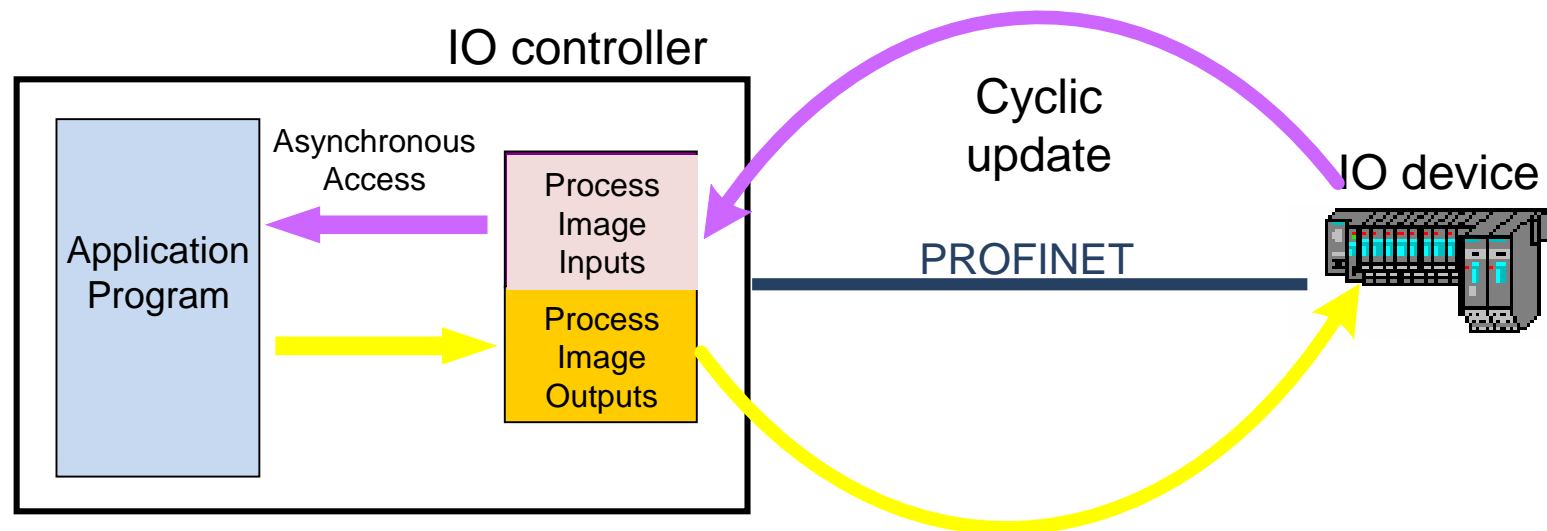 IO controller
Asynchronous
Access
Application
Program
Process
Image
Inputs
Process
Image
Outputs
Cyclic
update
PROFINET
IO device